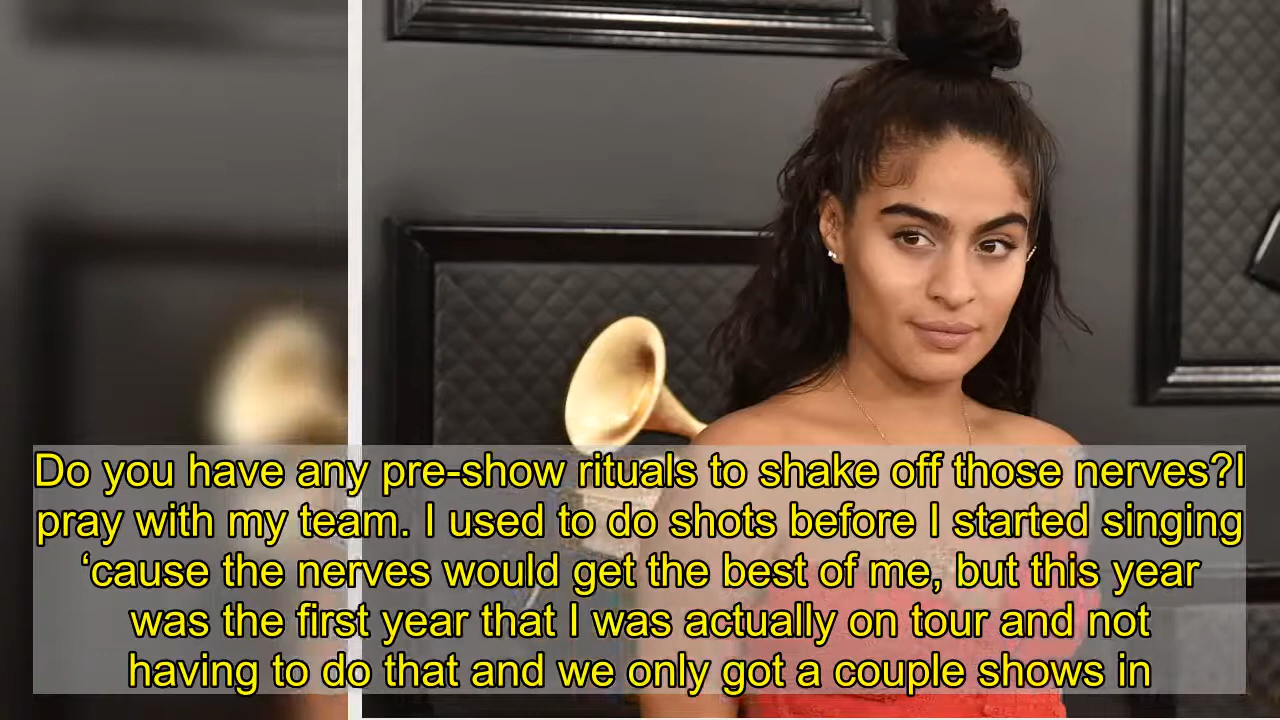 Do you have any pre-show rituals to shake off those nerves?I
pray with my team. I used to do shots before I started singing
‘cause the nerves would get the best of me, but this year
was the first year that I was actually on tour and not
having to do that and we only got a couple shows in